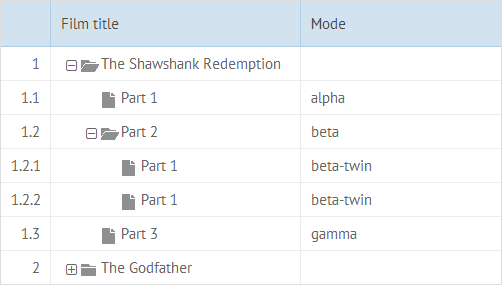 Film title Mode
1 The Shawshank Redemption
1.1 Part 1 alpha
1.2 Part 2 beta
1.2.1 Part 1 beta-twin
1.2.2 Part 1 beta-twin
1.3 Part 3 gamma
2 The Godfather